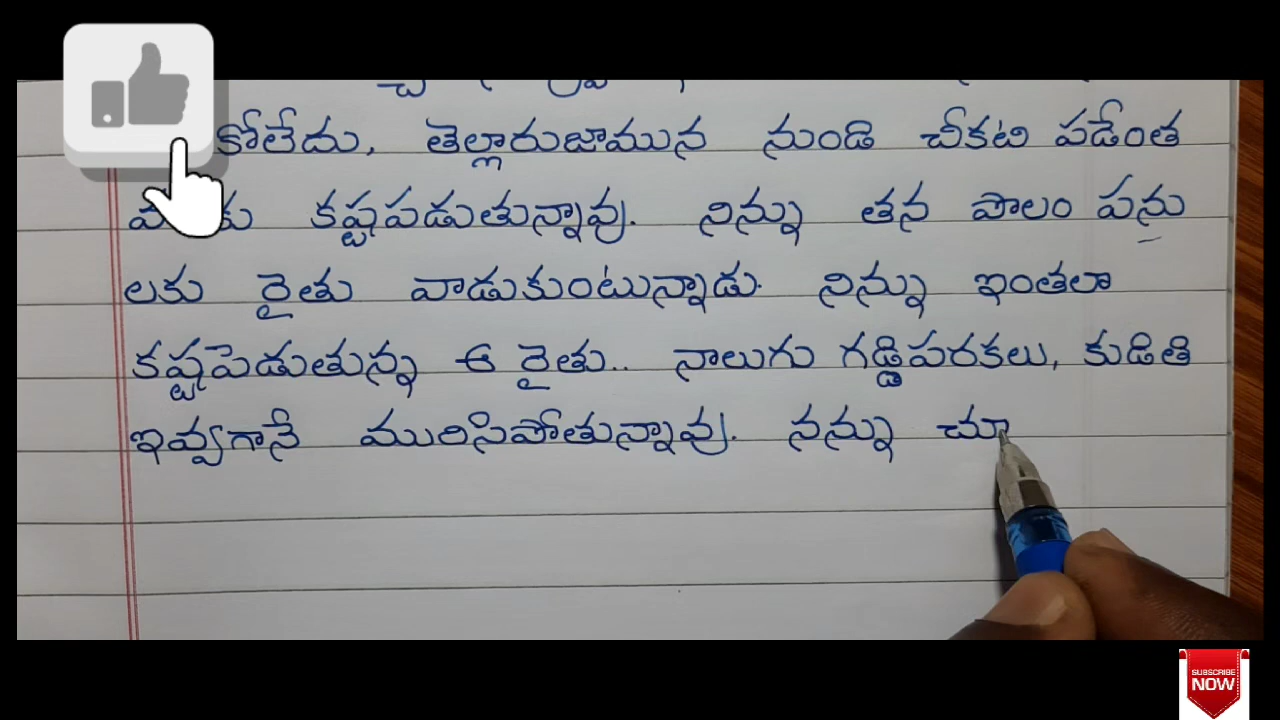 కోలేదు, తెల్లారుజామున నుండి చీకటి పడేంత
కష్టపడుతున్నావు. నిన్ను తన పొలం పను
లకు రైతు వాడుకుంటున్నాడు. నిన్ను ఇంతలా
కష్టపెడుతున్న ఆ రైతు.. నాలుగు గడ్డిపరకలు, కుడితి
ఇవ్వగానే మురిసిపోతున్నావు. నన్ను చూ
SUBSCRIBE
NOW